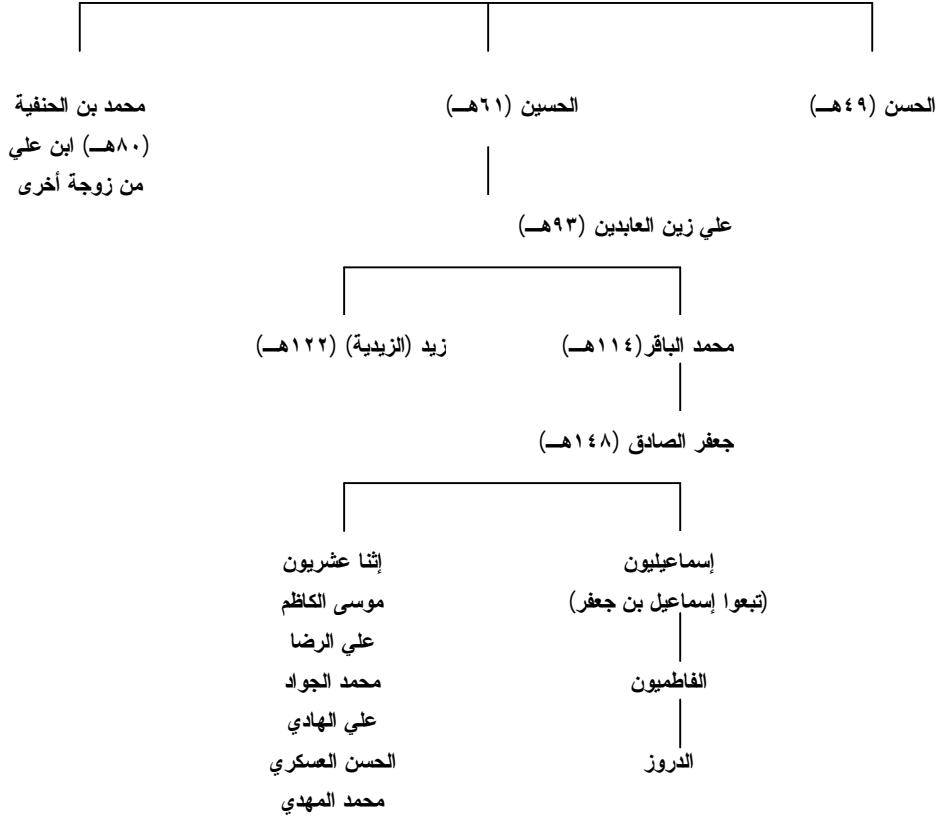 الحسن (٤٩هـ)
الحسين (٦١هـ)
محمد بن الحنفية
(٨٠هـ) ابن علي
من زوجة أخرى
علي زين العابدين (٩٣هـ)
محمد الباقر(١١٤هـ)
زيد (الزيدية) (١٢٢هـ)
جعفر الصادق (١٤٨هـ)
إسماعيليون
(تبعوا إسماعيل بن جعفر)
الفاطميون
الدروز
إثنا عشريون
موسى الكاظم
علي الرضا
محمد الجواد
علي الهادي
الحسن العسكري
محمد المهدي